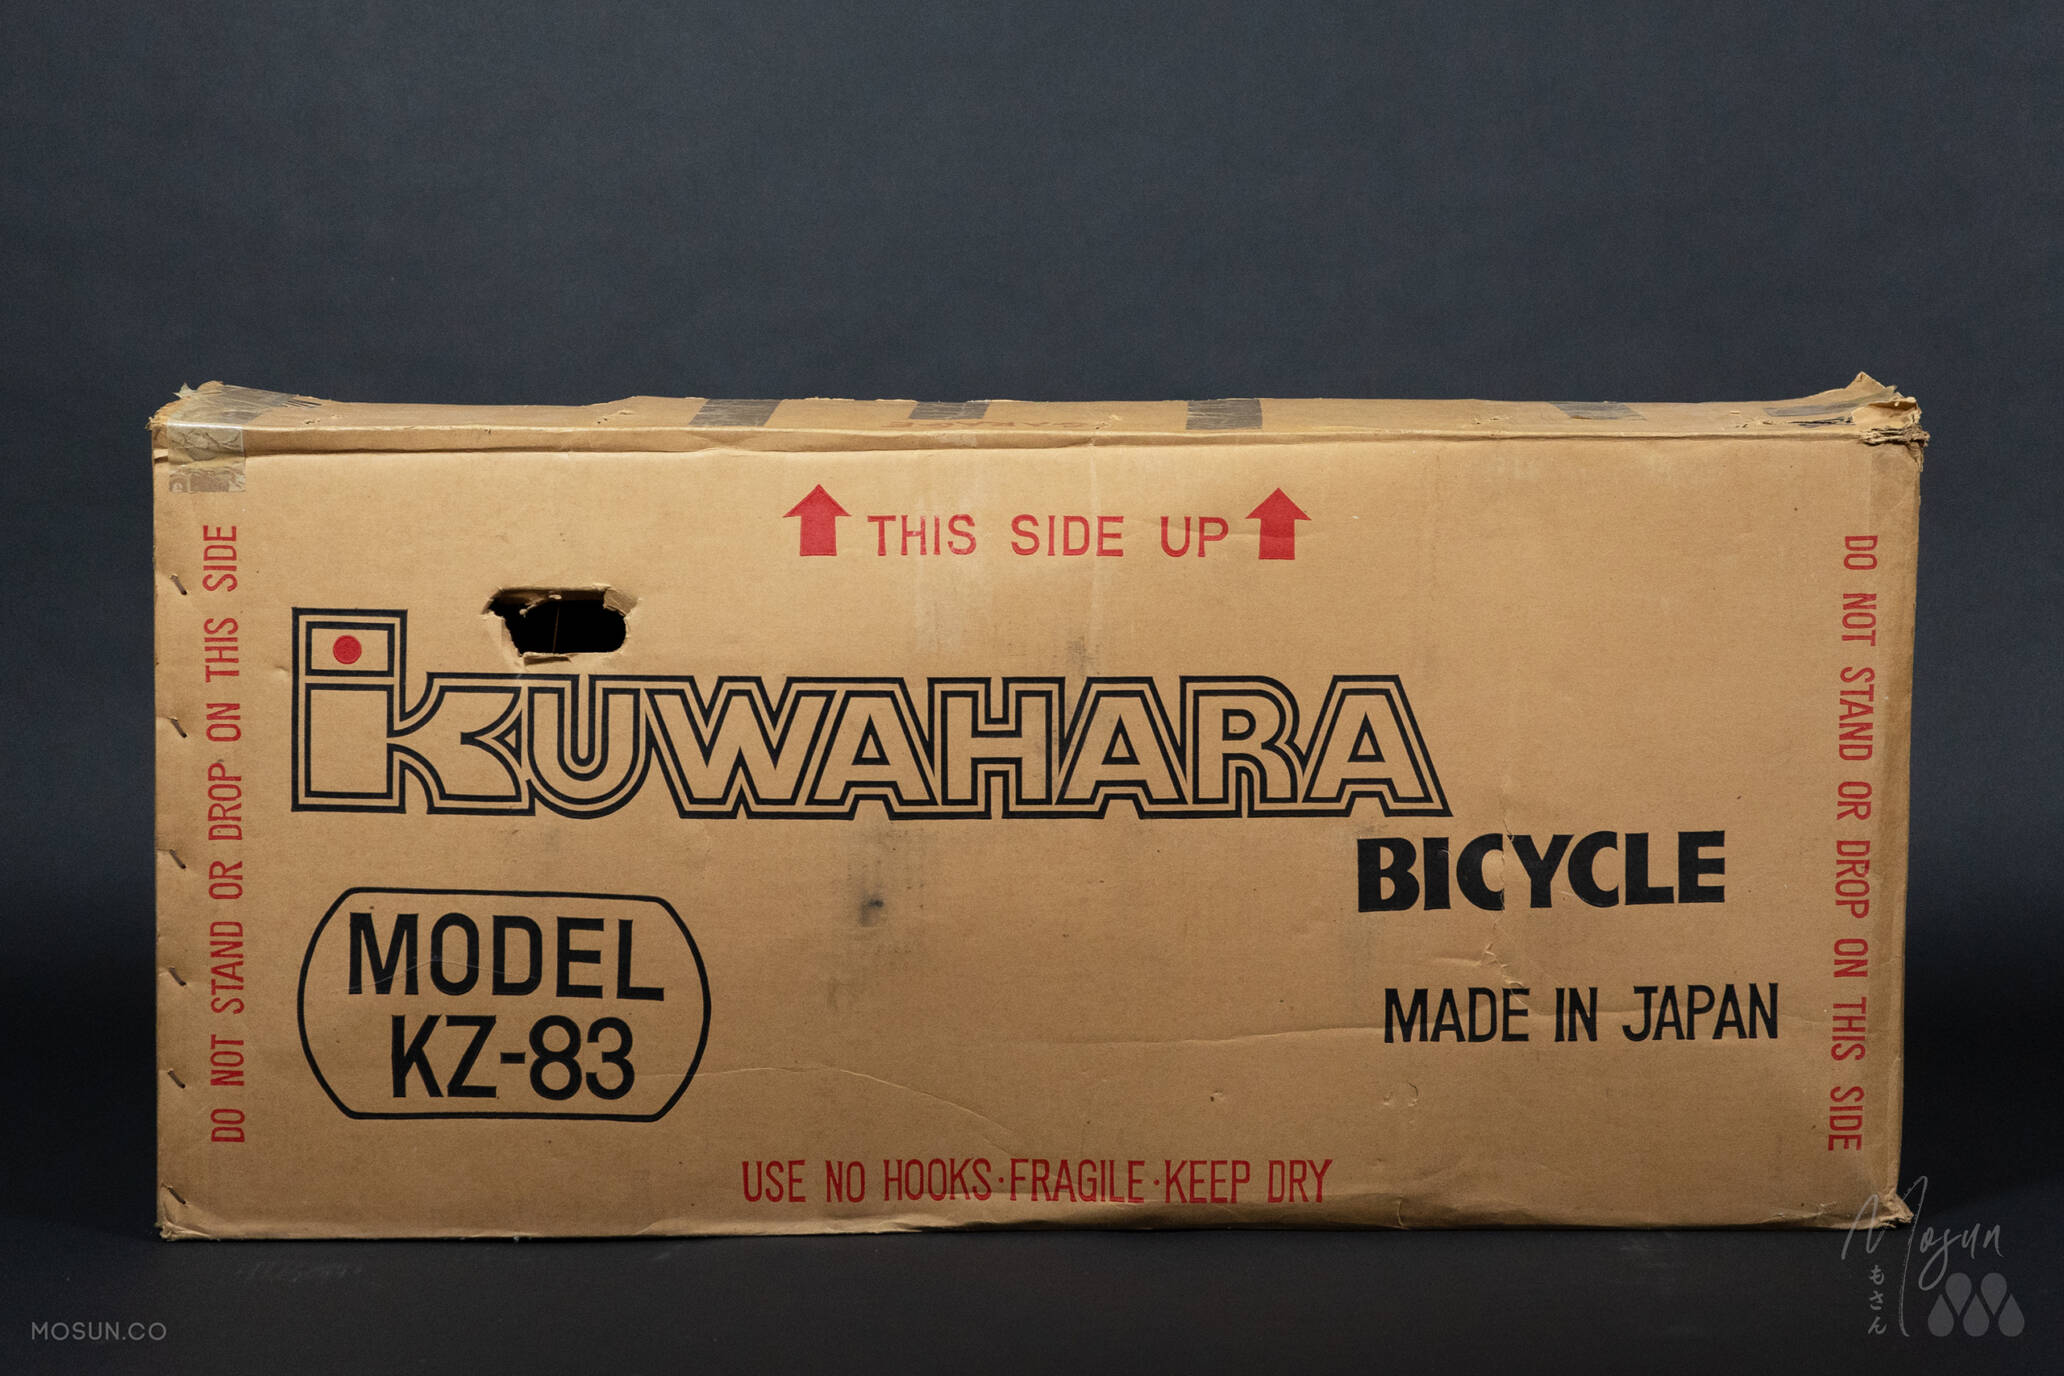 THIS SIDE UP
KUWAHARA
BICYCLE
MODEL
KZ-83
MADE IN JAPAN
USE NO HOOKS·FRAGILE·KEEP DRY
DO NOT STAND OR DROP ON THIS SIDE
DO NOT STAND OR DROP ON THIS SIDE
MOSUN.CO
Mosun
もさん